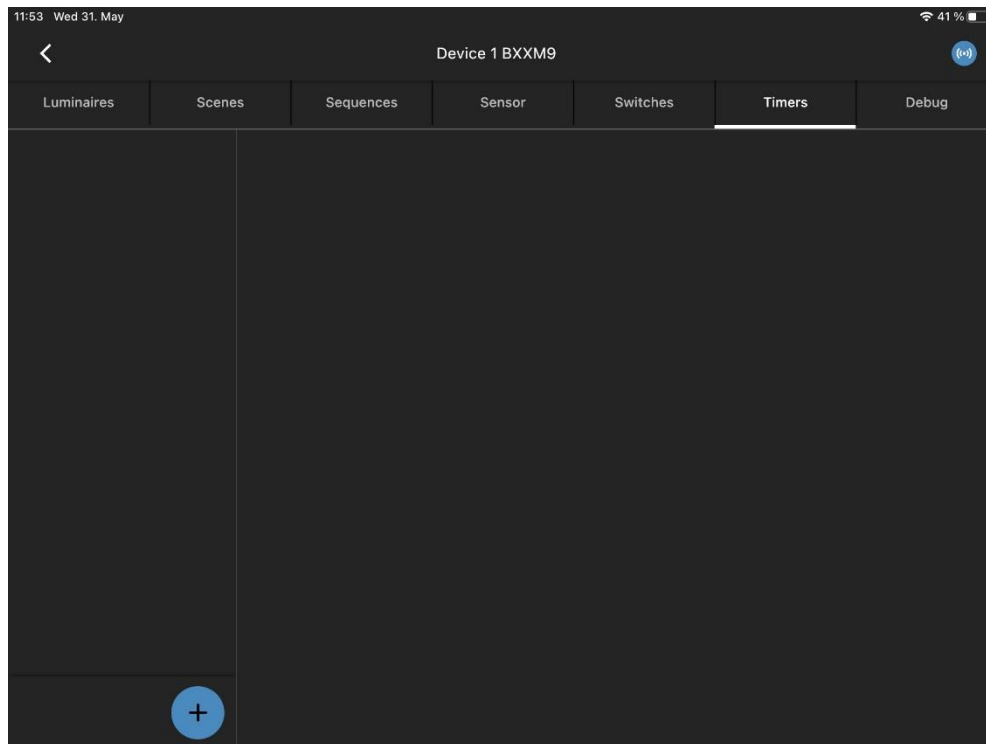 11:53 Wed 31. May 41 %
Device 1 BXXM9
Luminaires Scenes Sequences Sensor Switches Timers Debug
+